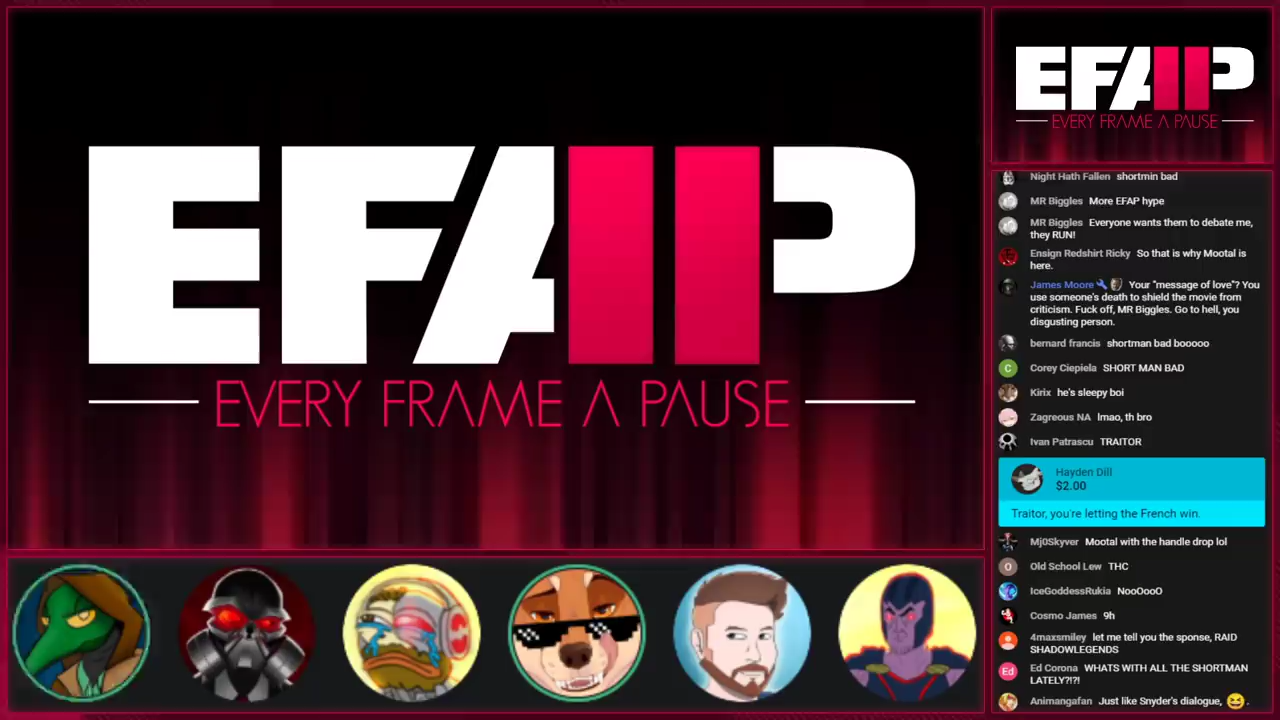 EFAP
EVERY FRAME A PAUSE
EFAP
EVERY FRAME A PAUSE
Night Hath Fallen shortmin bad
MR Biggles More EFAP hype
MR Biggles Everyone wants them to debate me,
they RUN!
Ensign Redshirt Ricky So that is why Mootal is
here.
James Moore Your "message of love"? You
use someone's death to shield the movie from
criticism. Fuck off, MR Biggles. Go to hell, you
disgusting person.
bernard francis shortman bad booooo
C
Corey Ciepiela SHORT MAN BAD
Kirix he's sleepy boi
Zagreous NA lmao, th bro
Ivan Patrascu TRAITOR
Hayden Dill
$2.00
Traitor, you're letting the French win.
Mj0Skyver Mootal with the handle drop lol
O
Old School Lew THC
IceGoddessRukia NooOooO
Cosmo James 9h
4maxsmiley let me tell you the sponse, RAID
SHADOWLEGENDS
Ed
Ed Corona WHATS WITH ALL THE SHORTMAN
LATELY?!?!
Animangafan Just like Snyder's dialogue, 😆 .